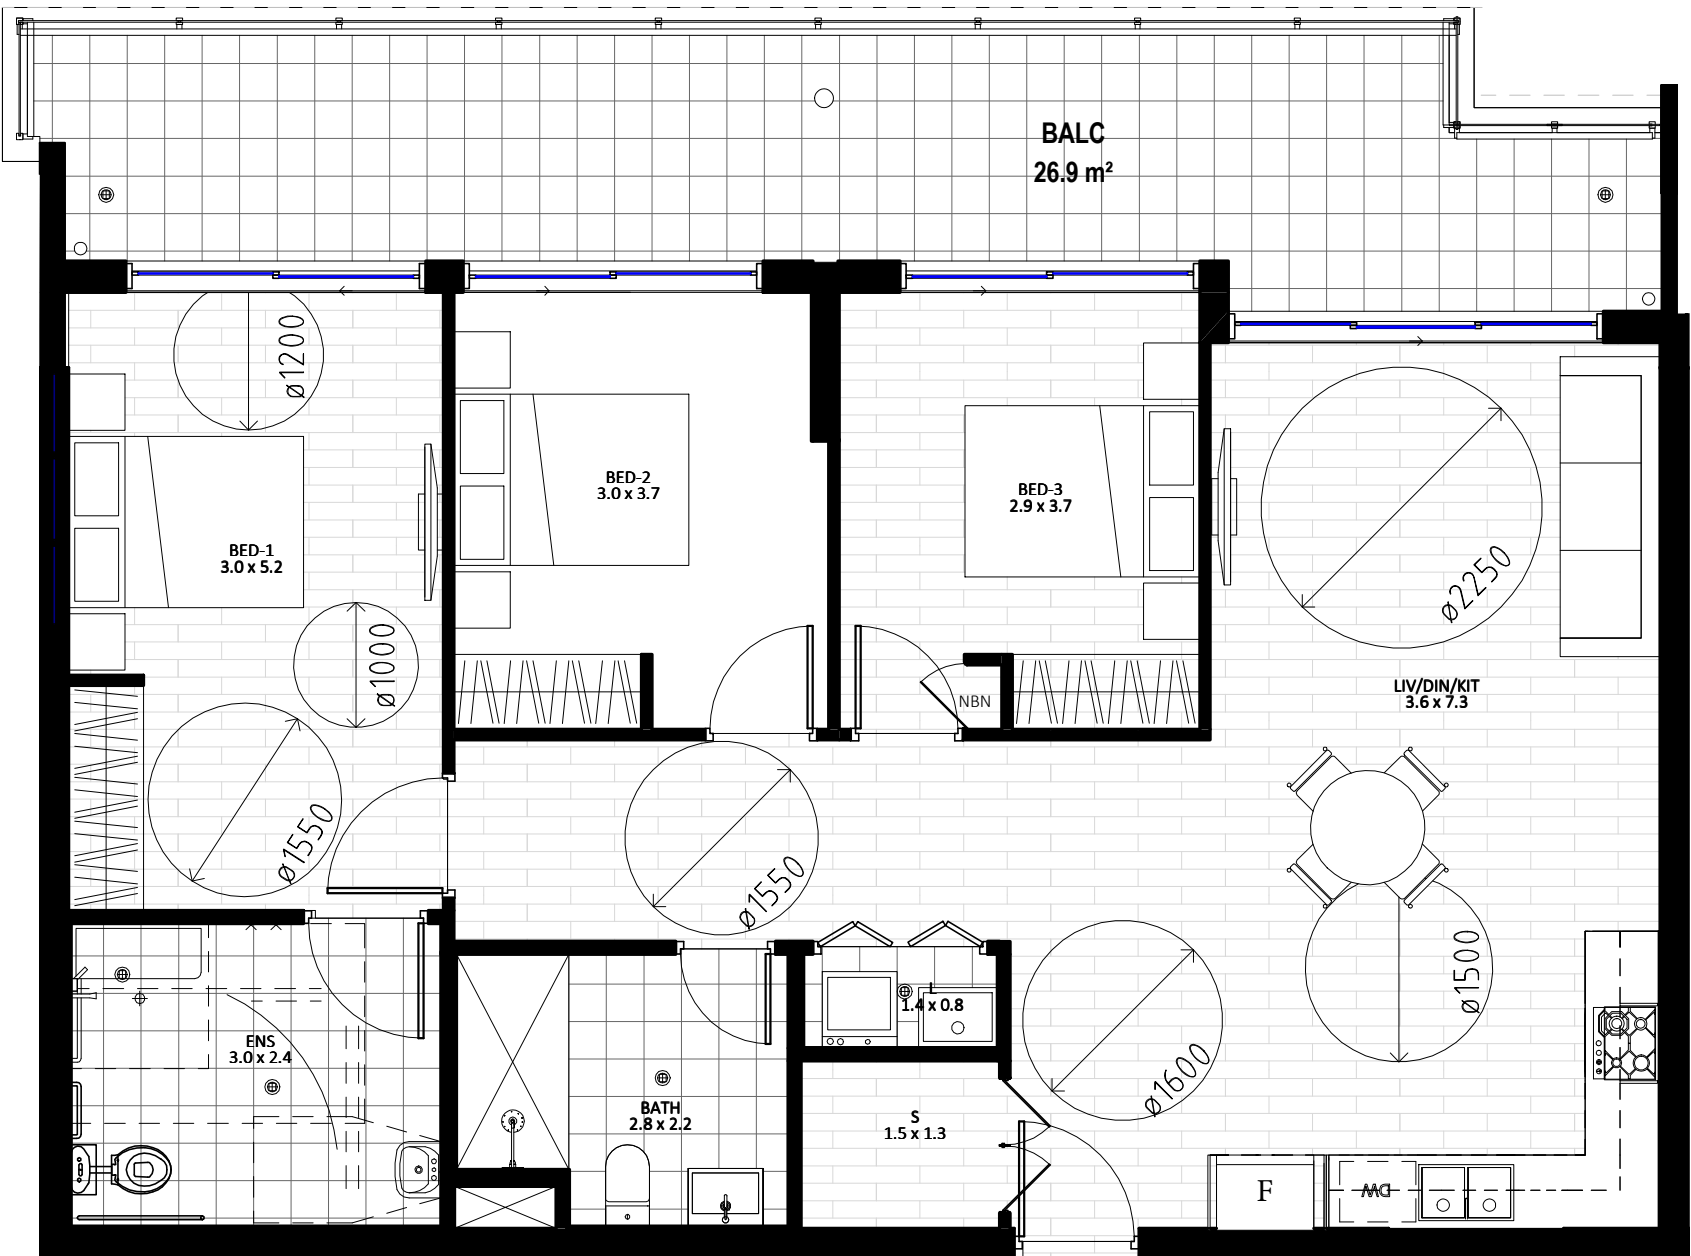 BALC
26.9 m²
ø1200
BED-2
3.0 x 3.7
BED-3
2.9 x 3.7
BED-1
3.0 x 5.2
ø2250
ø1000
LIV/DIN/KIT
3.6 x 7.3
NBN
ø1550
ø1550
ø1500
L
1.4 x 0.8
ENS
3.0 x 2.4
ø1600
BATH
2.8 x 2.2
S
1.5 x 1.3
F
DW